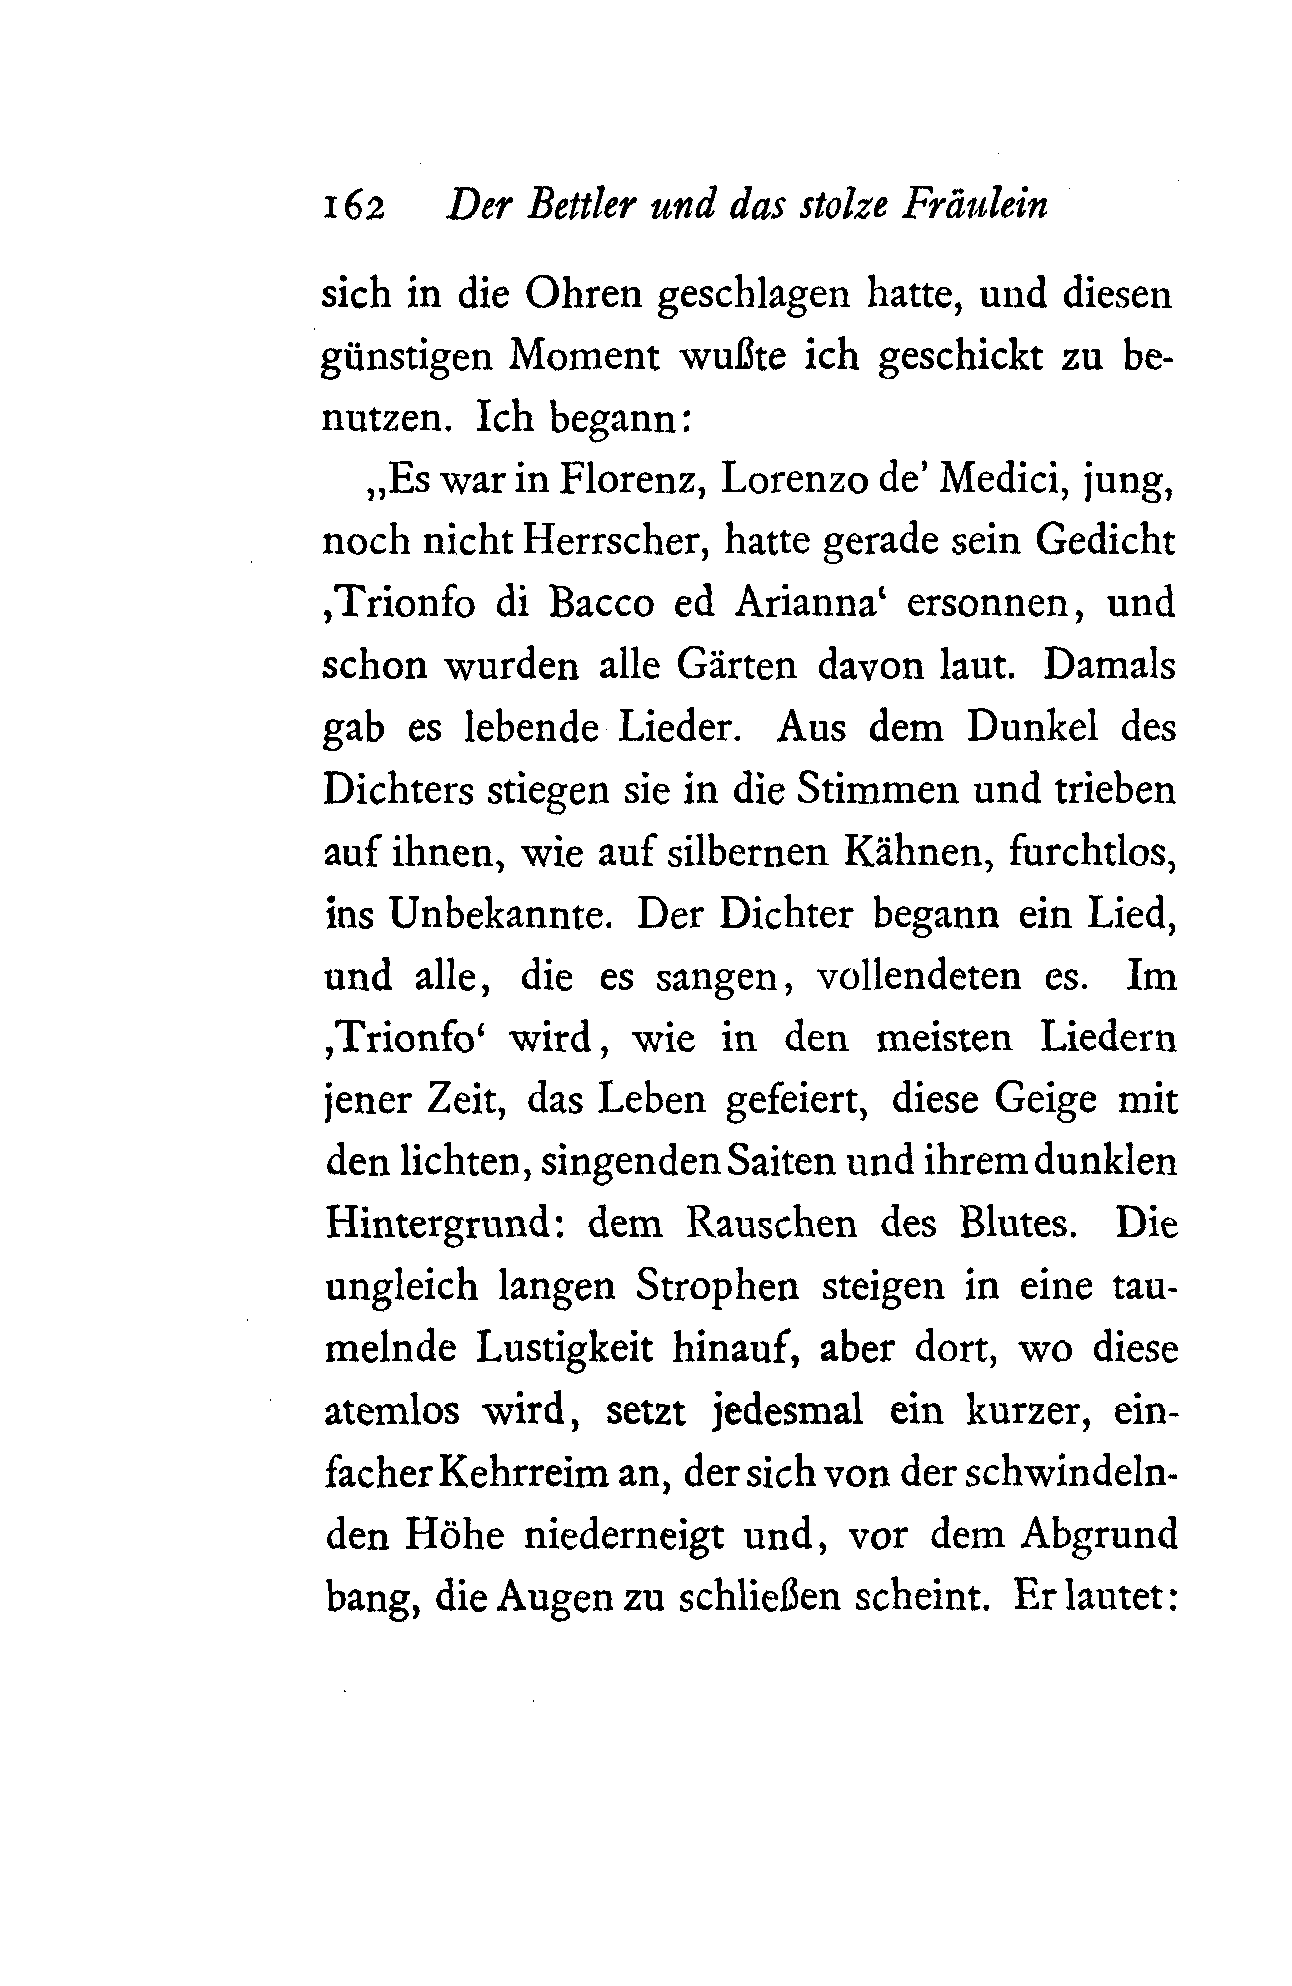 162 Der Bettler und das stolze Fräulein
sich in die Ohren geschlagen hatte, und diesen
günstigen Moment wußte ich geschickt zu be-
nutzen. Ich begann:
„Es war in Florenz, Lorenzo de’ Medici, jung,
noch nicht Herrscher, hatte gerade sein Gedicht
‚Trionfo di Bacco ed Arianna‘ ersonnen, und
schon wurden alle Gärten davon laut. Damals
gab es lebende Lieder. Aus dem Dunkel des
Dichters stiegen sie in die Stimmen und trieben
auf ihnen, wie auf silbernen Kähnen, furchtlos,
ins Unbekannte. Der Dichter begann ein Lied,
und alle, die es sangen, vollendeten es. Im
‚Trionfo‘ wird, wie in den meisten Liedern
jener Zeit, das Leben gefeiert, diese Geige mit
den lichten, singenden Saiten und ihrem dunklen
Hintergrund: dem Rauschen des Blutes. Die
ungleich langen Strophen steigen in eine tau-
melnde Lustigkeit hinauf, aber dort, wo diese
atemlos wird, setzt jedesmal ein kurzer, ein-
facher Kehrreim an, der sich von der schwindeln-
den Höhe niederneigt und, vor dem Abgrund
bang, die Augen zu schließen scheint. Er lautet: